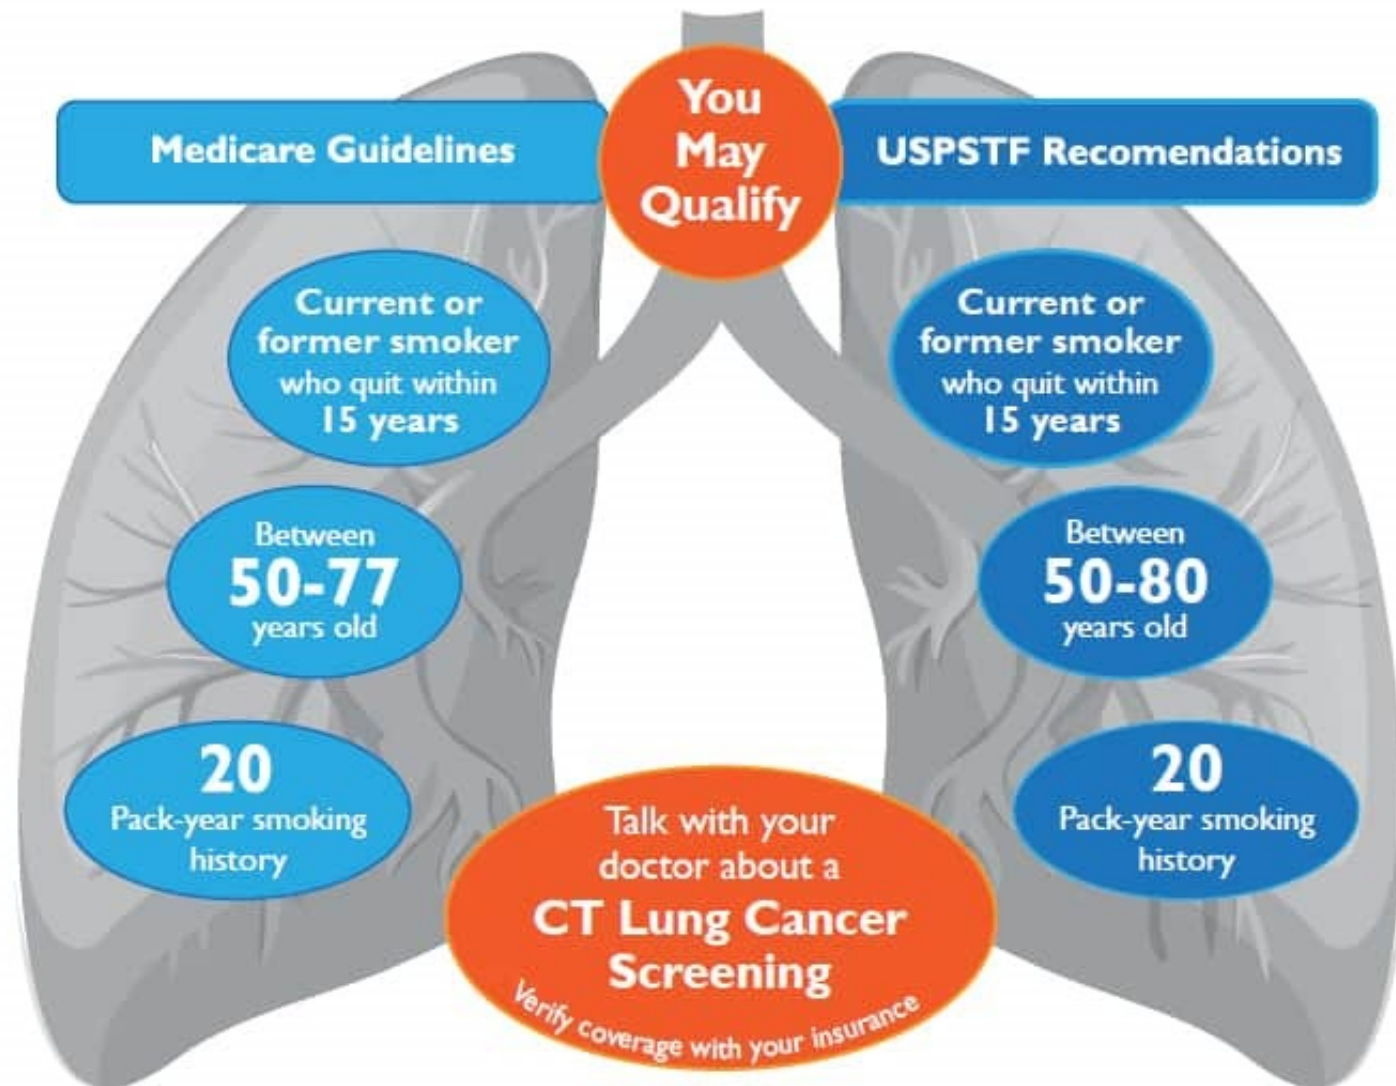 You
May
Qualify
Medicare Guidelines
Current or
former smoker
who quit within
15 years
Between
50-77
years old
20
Pack-year smoking
history
USPSTF Recomendations
Current or
former smoker
who quit within
15 years
Between
50-80
years old
20
Pack-year smoking
history
Talk with your
doctor about a
CT Lung Cancer
Screening
Verify coverage with your insurance